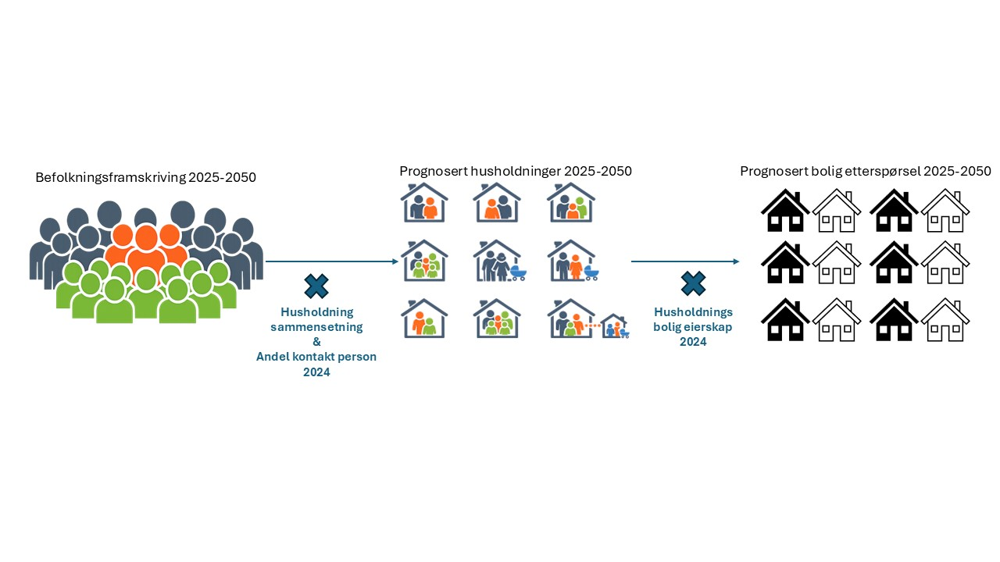 Befolkningsframskriving 2025-2050
Prognosert husholdninger 2025-2050
Prognosert bolig etterspørsel 2025-2050
Husholdning
sammensetning
&
Andel kontakt person
2024
Husholdnings
bolig eierskap
2024